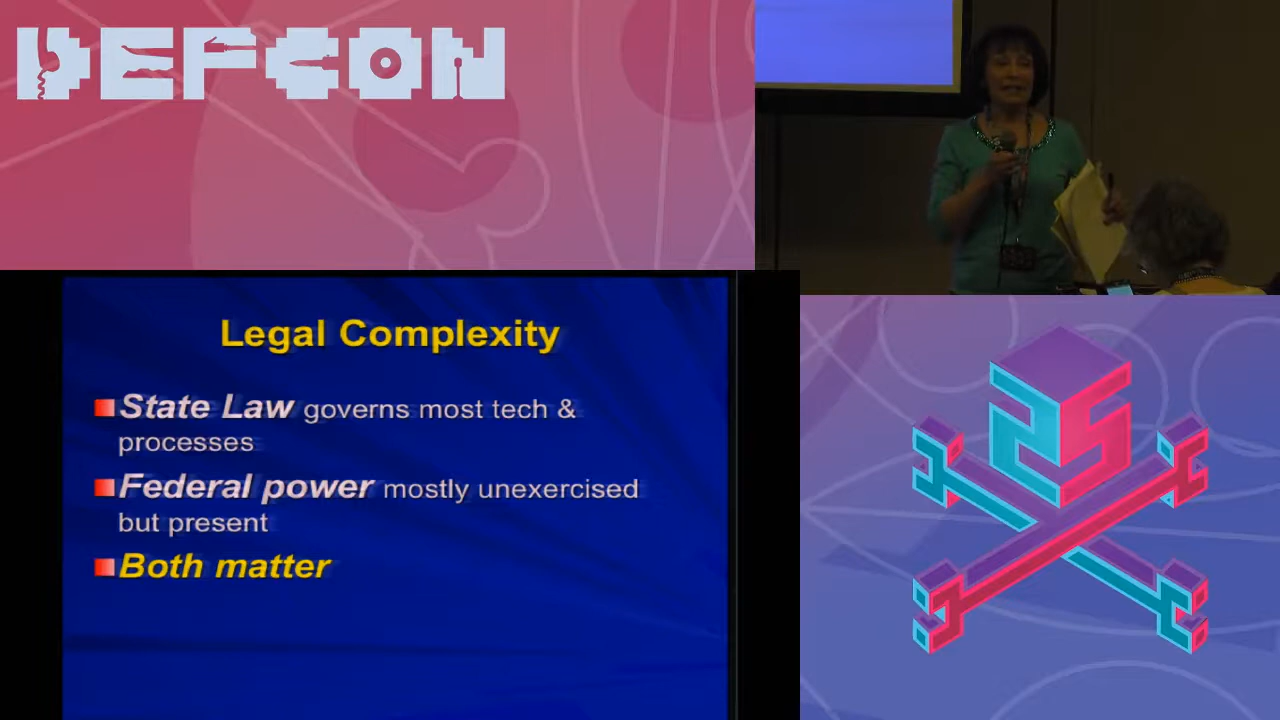 DEFCON
Legal Complexity
State Law governs most tech &
processes
Federal power mostly unexercised
but present
Both matter
25